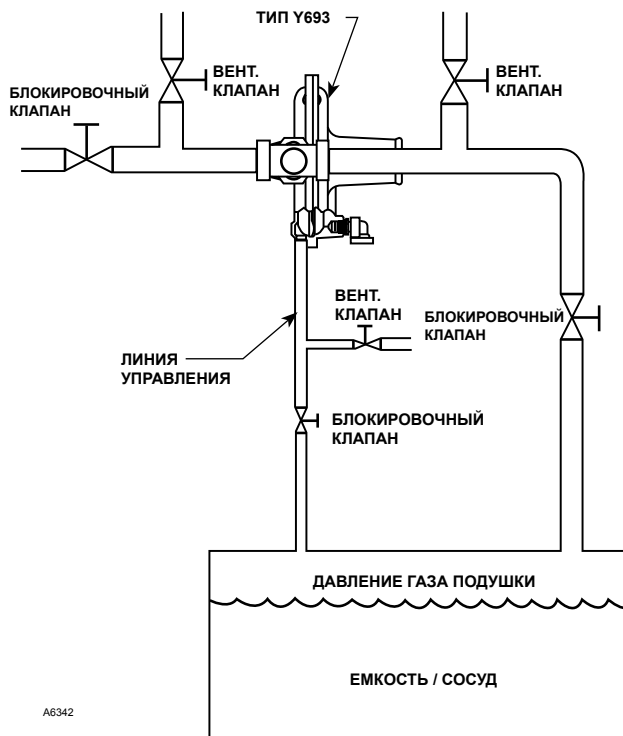 ТИП Y693
ВЕНТ.
КЛАПАН
ВЕНТ.
КЛАПАН
БЛОКИРОВОЧНЫЙ
КЛАПАН
ВЕНТ.
КЛАПАН
БЛОКИРОВОЧНЫЙ
КЛАПАН
ЛИНИЯ
УПРАВЛЕНИЯ
БЛОКИРОВОЧНЫЙ
КЛАПАН
ДАВЛЕНИЕ ГАЗА ПОДУШКИ
ЕМКОСТЬ / СОСУД
A6342